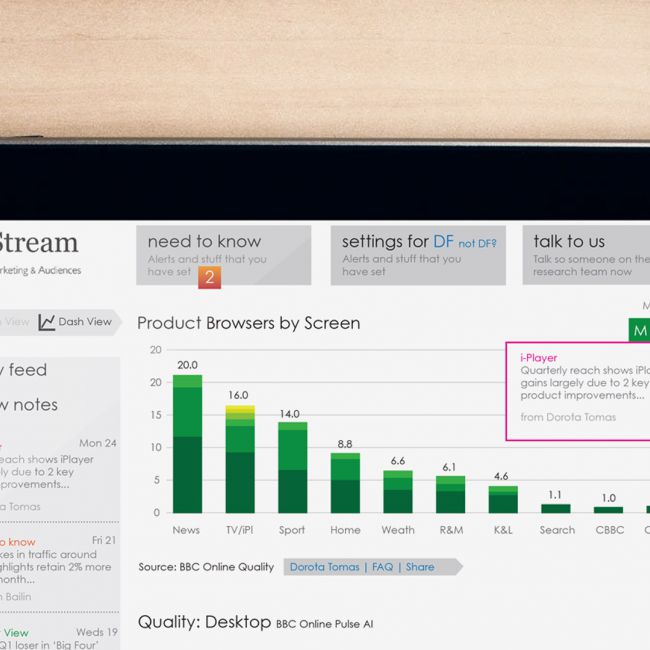 Stream
rketing & Audiences
need to know
Alerts and stuff that you
have set
2
settings for DF not DF?
Alerts and stuff that you
have set
talk to us
Talk so someone on the
research team now
View
Dash View
Product Browsers by Screen
M
M
feed
notes
i-Player
Quarterly reach shows iPla
gains largely due to 2 key
product improvements...
from Dorota Tomas
20
15
10
5
0
20.0
16.0
14.0
8.8
6.6
6.1
4.6
1.1
1.0
News
TV/iPl
Sport
Home
Weath
R&M
K&L
Search
CBBC
Mon 24
each shows iPlayer
ly due to 2 key
provements...
a Tomas
o know
Fri 21
kes in traffic around
ghlights retain 2% more
month...
Bailin
View
Weds 19
Q1 loser in 'Big Four'
Source: BBC Online Quality
Dorota Tomas | FAQ | Share
Quality: Desktop BBC Online Pulse AI